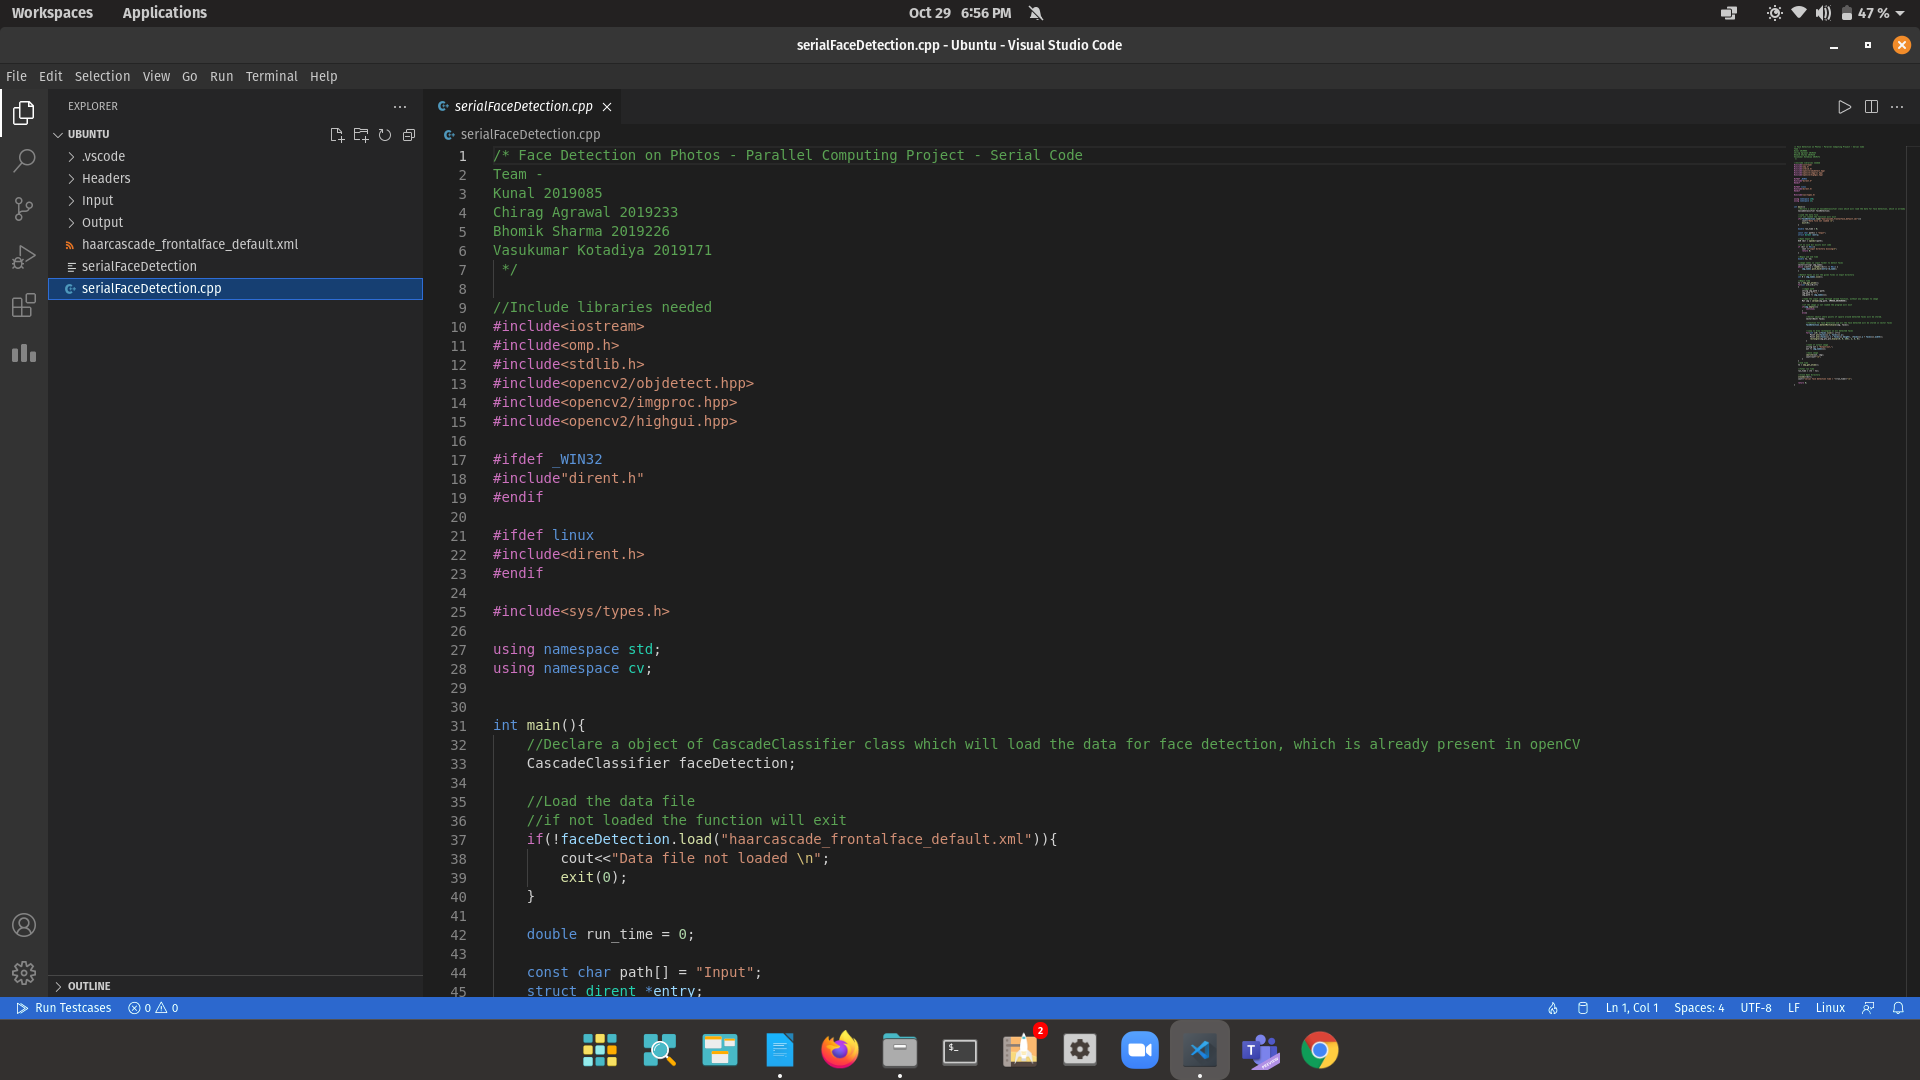 Workspaces Applications Oct 29 6:56 PM 47 %
serialFaceDetection.cpp - Ubuntu - Visual Studio Code
File Edit Selection View Go Run Terminal Help
EXPLORER
UBUNTU
.vscode
Headers
Input
Output
haarcascade_frontalface_default.xml
serialFaceDetection
serialFaceDetection.cpp
OUTLINE
serialFaceDetection.cpp
serialFaceDetection.cpp
1 /* Face Detection on Photos - Parallel Computing Project - Serial Code
2 Team -
3 Kunal 2019085
4 Chirag Agrawal 2019233
5 Bhomik Sharma 2019226
6 Vasukumar Kotadiya 2019171
7  */
8
9 //Include libraries needed
10 #include<iostream>
11 #include<omp.h>
12 #include<stdlib.h>
13 #include<opencv2/objdetect.hpp>
14 #include<opencv2/imgproc.hpp>
15 #include<opencv2/highgui.hpp>
16
17 #ifdef _WIN32
18 #include"dirent.h"
19 #endif
20
21 #ifdef linux
22 #include<dirent.h>
23 #endif
24
25 #include<sys/types.h>
26
27 using namespace std;
28 using namespace cv;
29
30
31 int main(){
32     //Declare a object of CascadeClassifier class which will load the data for face detection, which is already present in openCV
33     CascadeClassifier faceDetection;
34
35     //Load the data file
36     //if not loaded the function will exit
37     if(!faceDetection.load("haarcascade_frontalface_default.xml")){
38         cout<<"Data file not loaded \n";
39         exit(0);
40     }
41
42     double run_time = 0;
43
44     const char path[] = "Input";
45     struct dirent *entry;
Run Testcases 0 0 Ln 1, Col 1 Spaces: 4 UTF-8 LF Linux
$_ 2 T